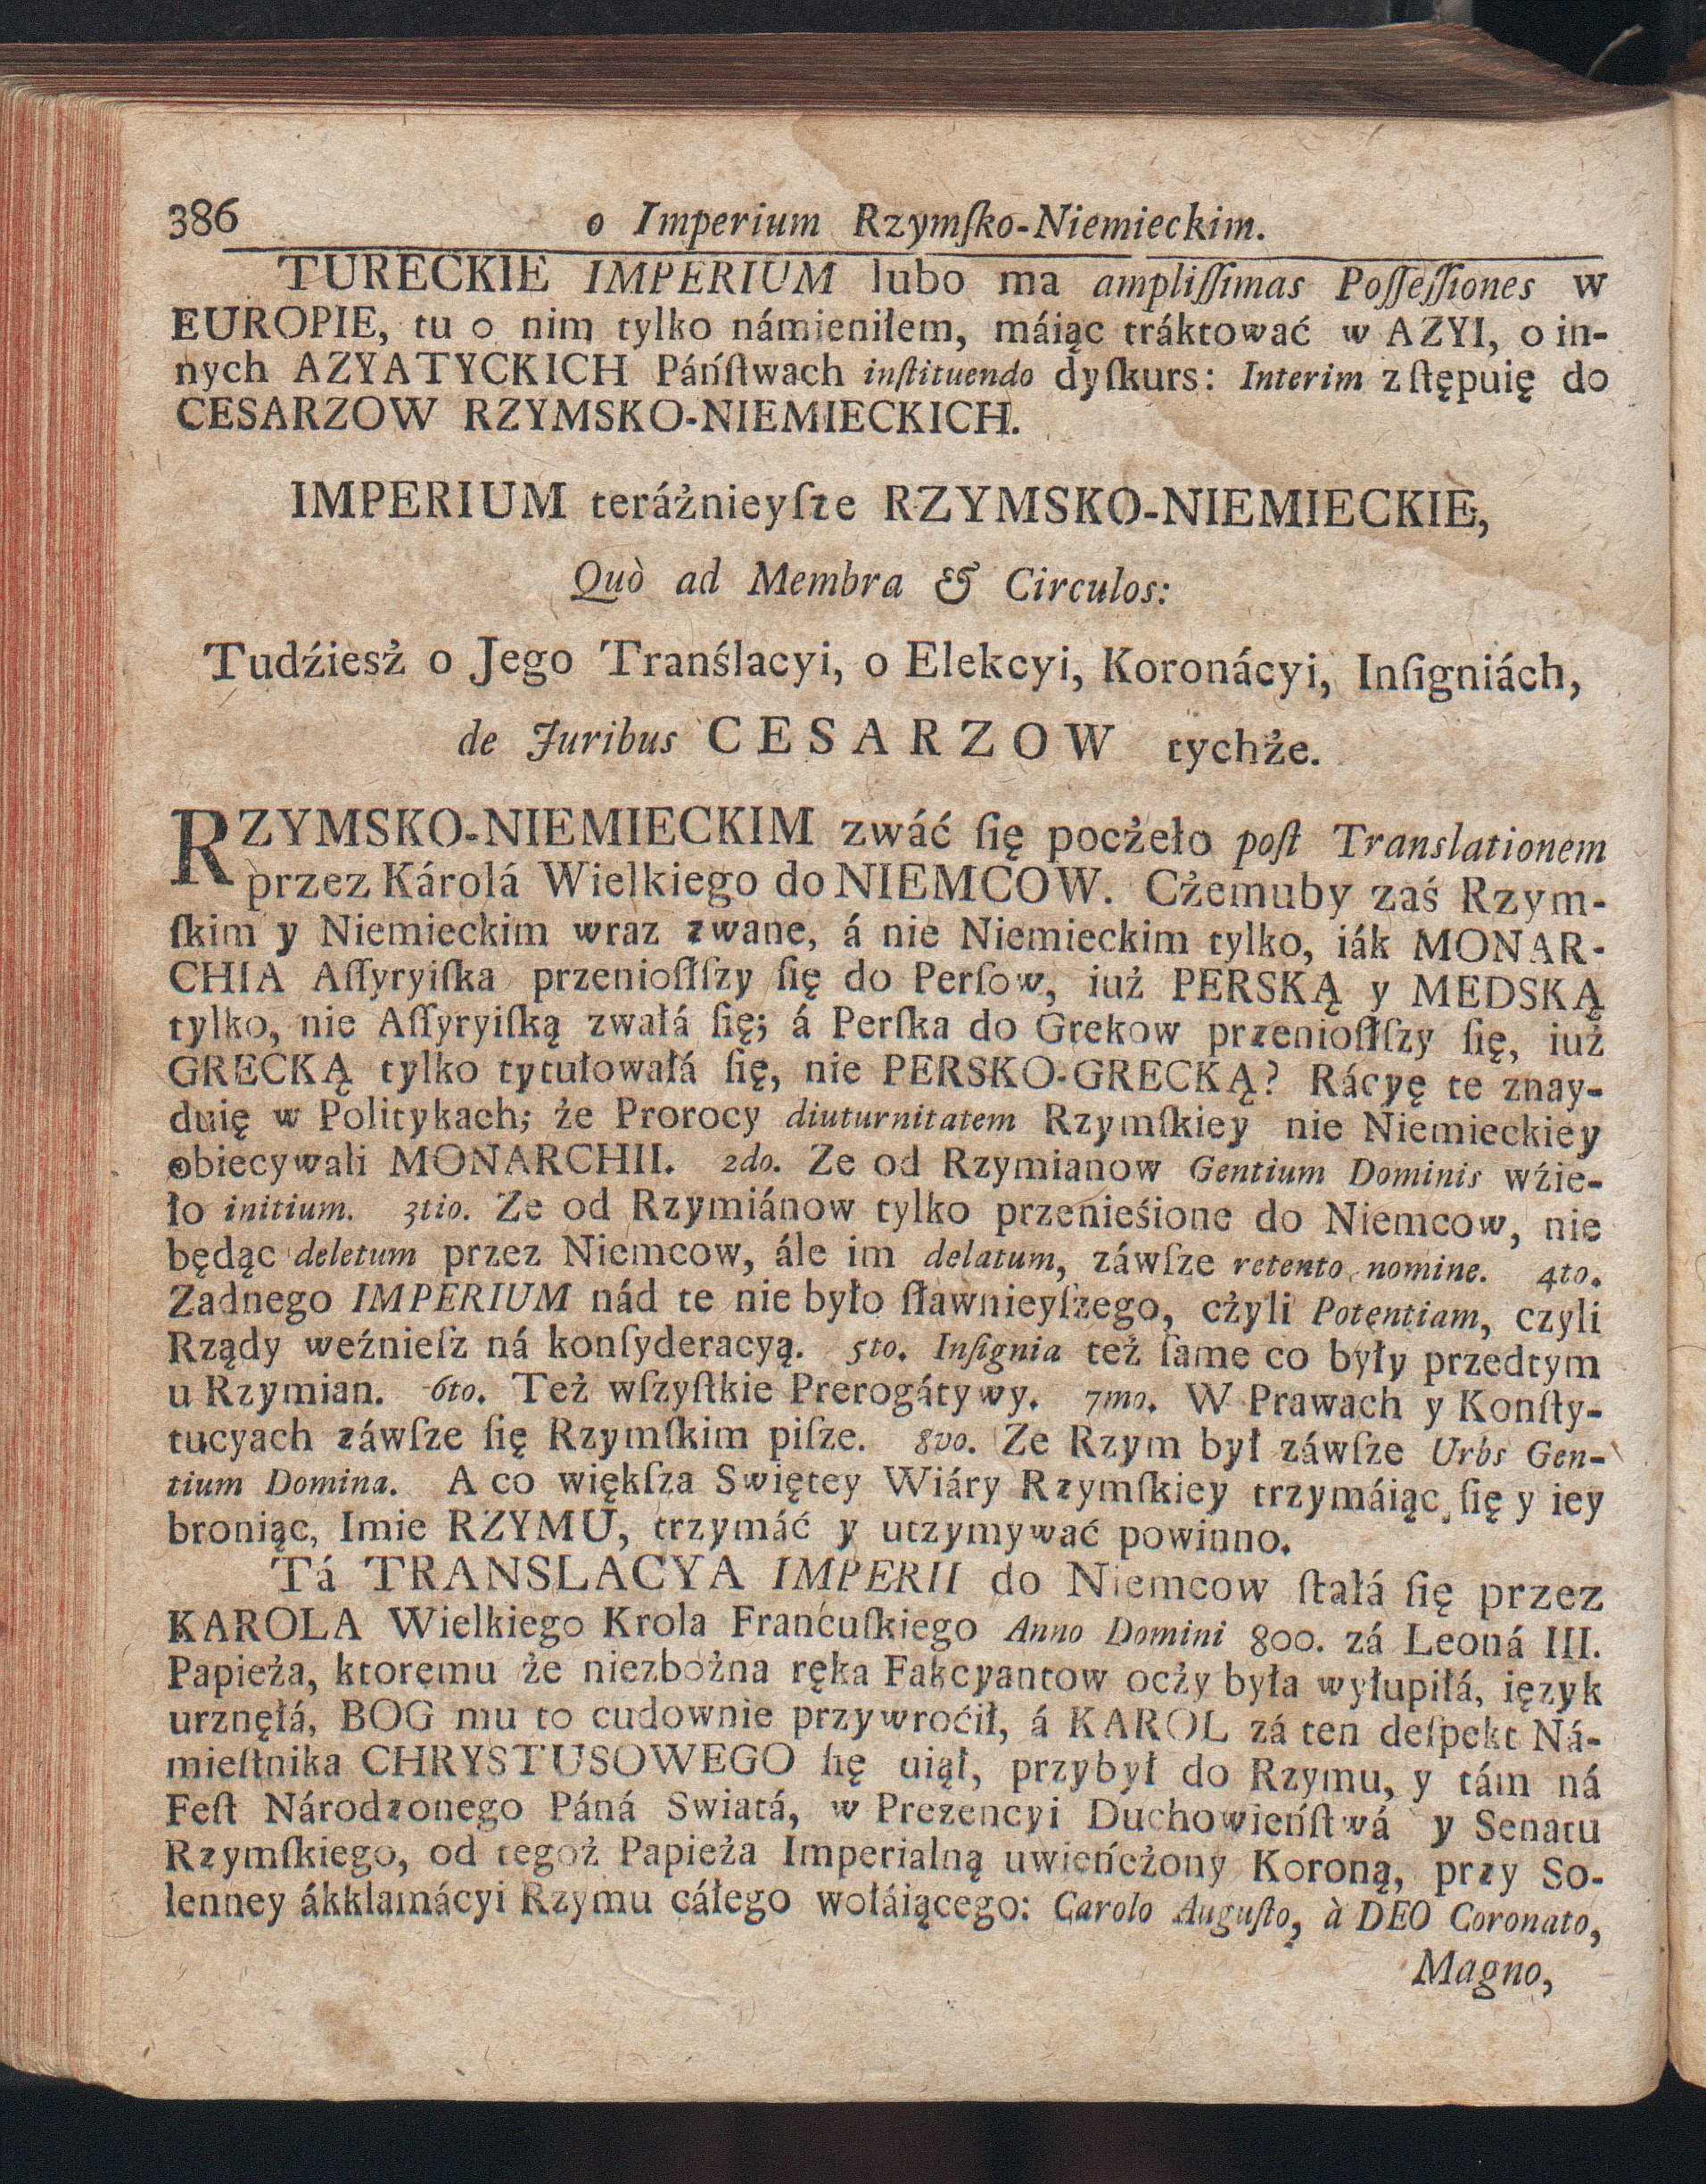 386 o Imperium Rzymſko-Niemieckim.
TURECKIE IMPERIUM lubo ma ampliſſimas Poſſeſſiones w
EUROPIE, tu o nim tylko námieniłem, máiąc tráktować w AZYI, o in-
nych AZYATYCKICH Páńſtwach inſtituendo dyſkurs: Interim zſtępuię do
CESARZOW RZYMSKO-NIEMIECKICH.
IMPERIUM teráżnieyſze RZYMSKO-NIEMIECKIE,
Quò ad Membra & Circulos:
Tudźiesż o Jego Tranślacyi, o Elekcyi, Koronácyi, Inſigniách,
de Juribus CESARZOW tychże.
RZYMSKO-NIEMIECKIM zwáć ſię pocżeło poſt Translationem
przez Károlá Wielkiego do NIEMCOW. Cżemuby zaś Rzym-
ſkim y Niemieckim wraz zwane, á nie Niemieckim tylko, iák MONAR-
CHIA Aſſyryiſka przenioſłſzy ſię do Perſow, iuż PERSKĄ y MEDSKĄ
tylko, nie Aſſyryiſką zwałá ſię; á Perſka do Grekow przenioſłſzy ſię, iuż
GRECKĄ tylko tytułowałá ſię, nie PERSKO-GRECKĄ? Rácyę te znay-
duię w Politykach; że Prorocy diuturnitatem Rzymſkiey nie Niemieckiey
obiecywali MONARCHII. 2do. Ze od Rzymianow Gentium Dominis wźie-
ło initium. 3tio. Ze od Rzymiánow tylko przenieśione do Niemcow, nie
będąc deletum przez Niemcow, ále im delatum, záwſze retento nomine. 4to.
Zadnego IMPERIUM nád te nie było ſławnieyſzego, cżyli Potentiam, czyli
Rządy weźnieſz ná konſyderacyą. 5to. Inſignia też ſame co były przedtym
u Rzymian. 6to. Też wſzyſtkie Prerogátywy. 7mo. W Prawach y Konſty-
tucyach záwſze ſię Rzymſkim piſze. 8vo. Ze Rzym był záwſze Urbs Gen-
tium Domina. A co więkſza Swiętey Wiáry Rzymſkiey trzymáiąc ſię y iey
broniąc, Imie RZYMU, trzymáć y utzymywać powinno.
Tá TRANSLACYA IMPERII do Niemcow ſtałá ſię przez
KAROLA Wielkiego Krola Francuſkiego Anno Domini 800. zá Leoná III.
Papieża, ktoremu że niezbożna ręka Fakcyantow ocży była wyłupiłá, ięzyk
urznęłá, BOG mu to cudownie przywroćił, á KAROL zá ten deſpekt Ná-
mieſtnika CHRYSTUSOWEGO ſię uiął, przybył do Rzymu, y tám ná
Feſt Národzonego Páná Swiatá, w Prezencyi Duchowieńſtwá y Senatu
Rzymſkiego, od tegoż Papieża Imperialną uwieńcżony Koroną, przy So-
lenney ákklamácyi Rzymu cáłego wołáiącego: Carolo Auguſto, à DEO Coronato,
Magno,